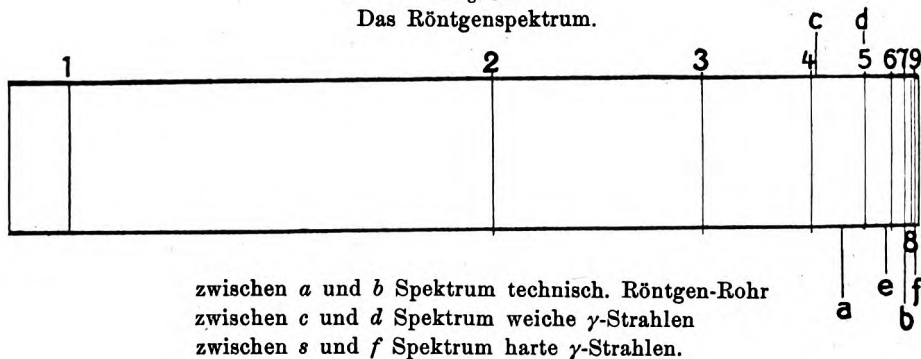 Das Röntgenspektrum.
c d
1 2 3 4 5 6 7 9
8
a e b f
zwischen a und b Spektrum technisch. Röntgen-Rohr
zwischen c und d Spektrum weiche γ-Strahlen
zwischen s und f Spektrum harte γ-Strahlen.